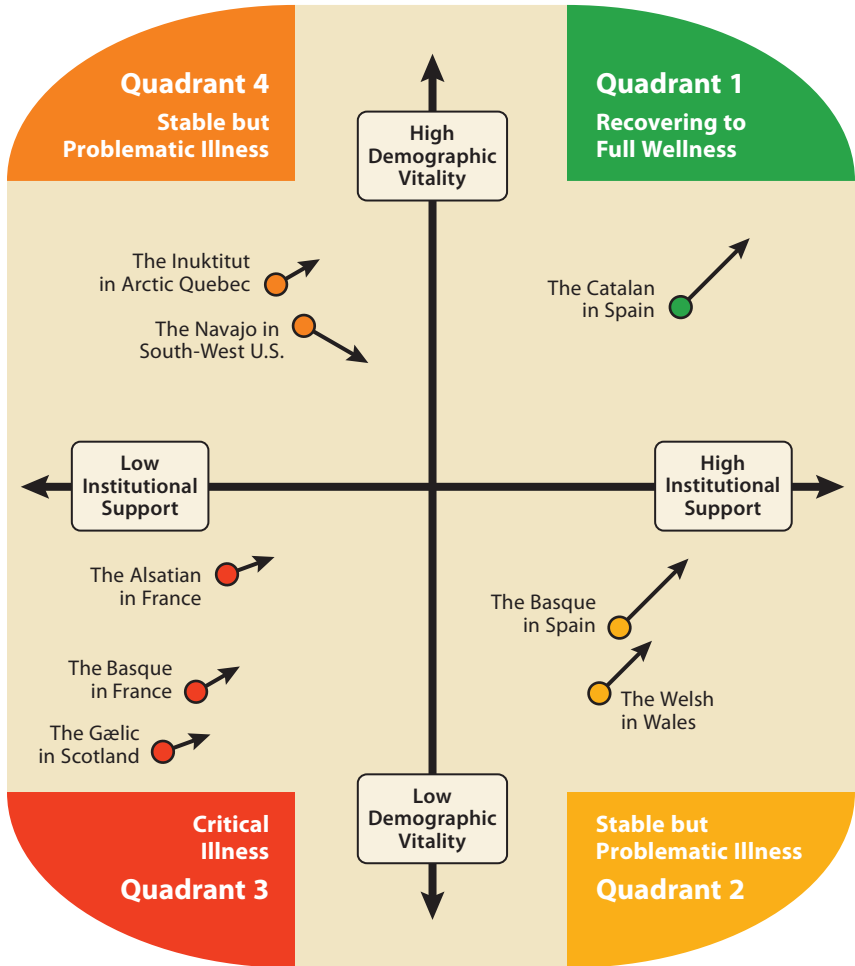 Quadrant 4
Stable but
Problematic Illness
Quadrant 1
Recovering to
Full Wellness
High
Demographic
Vitality
The Inuktitut
in Arctic Quebec
The Navajo in
South-West U.S.
The Catalan
in Spain
Low
Institutional
Support
High
Institutional
Support
The Alsatian
in France
The Basque
in France
The Gælic
in Scotland
The Basque
in Spain
The Welsh
in Wales
Low
Demographic
Vitality
Critical
Illness
Quadrant 3
Stable but
Problematic Illness
Quadrant 2